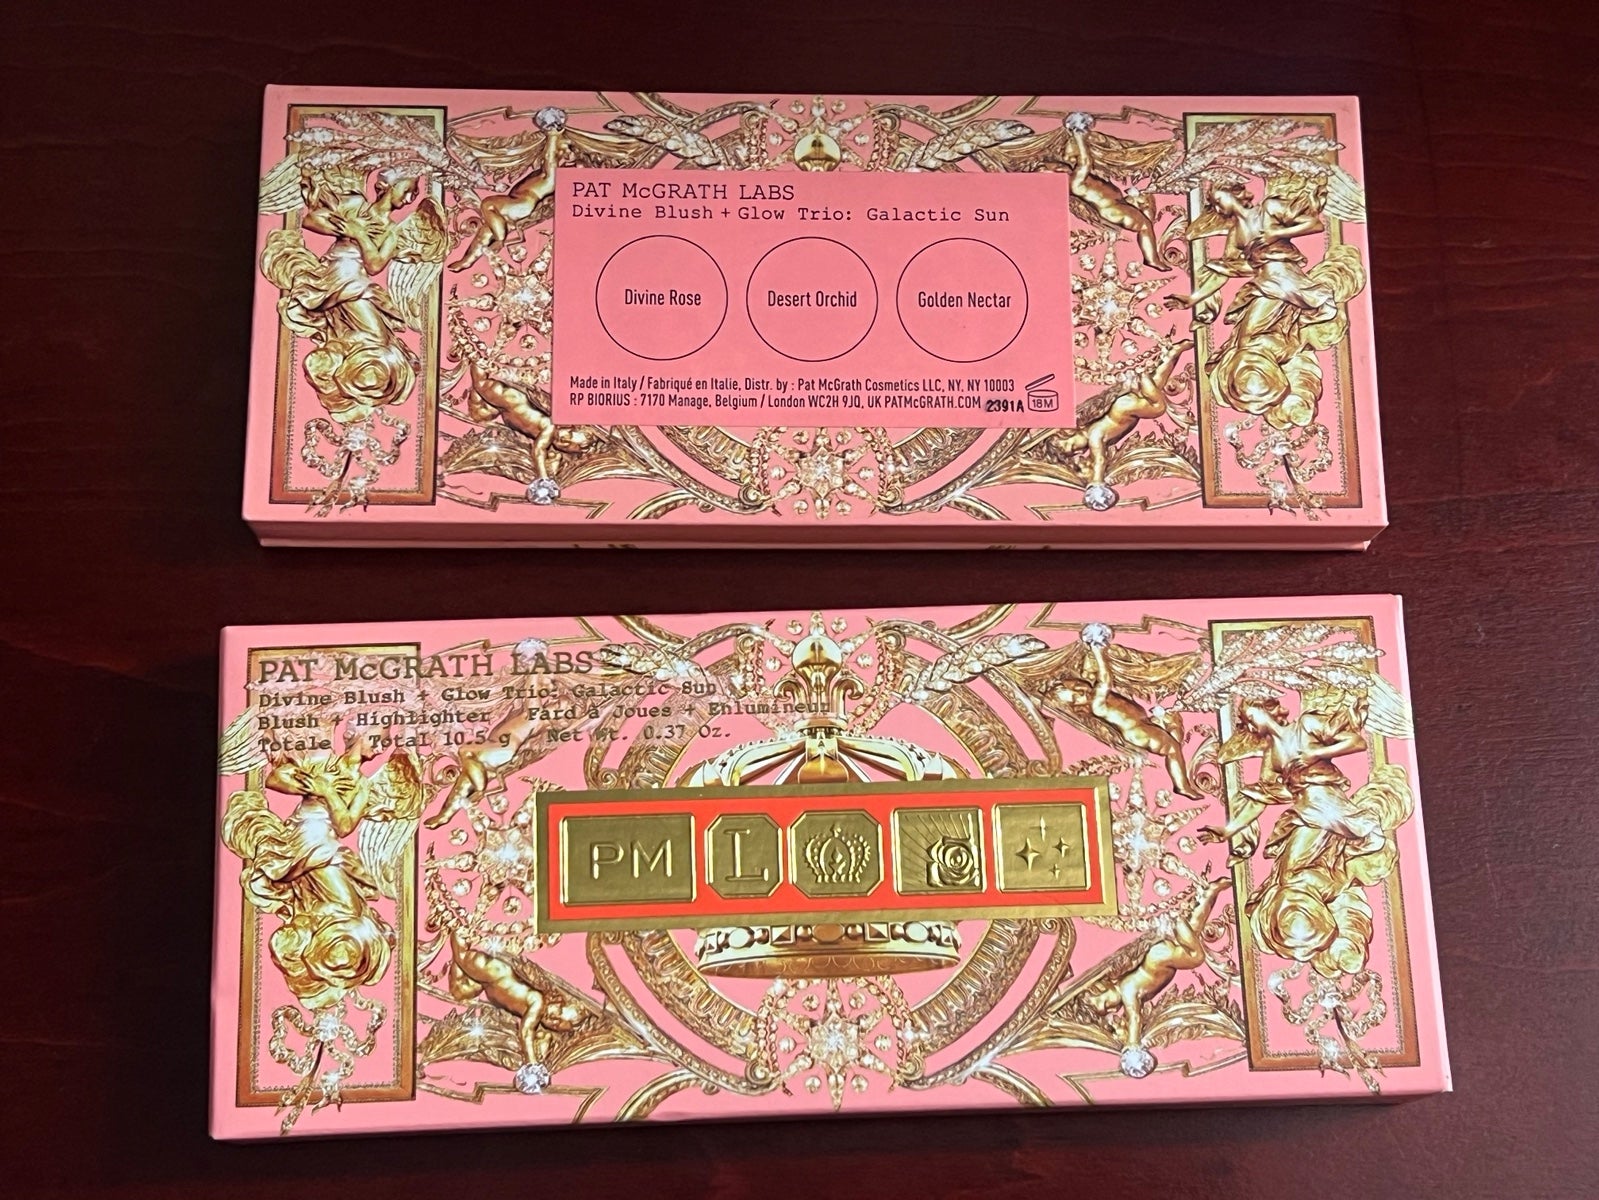 PAT McGRATH LABS
Divine Blush + Glow Trio: Galactic Sun
Divine Rose
Desert Orchid
Golden Nectar
Made in Italy / Fabriqué en Italie, Distr. by : Pat McGrath Cosmetics LLC, NY, NY 10003
RP BIORIUS : 7170 Manage, Belgium / London WC2H 9JQ, UK PATMcGRATH.COM 2391A 18M
PAT McGRATH LABS
Divine Blush + Glow Trio: Galactic Sun
Blush + Highlighter / Fard à Joues + Enlumineur
Totale / Total 10.5 g / Net Wt. 0.37 Oz.
PM L